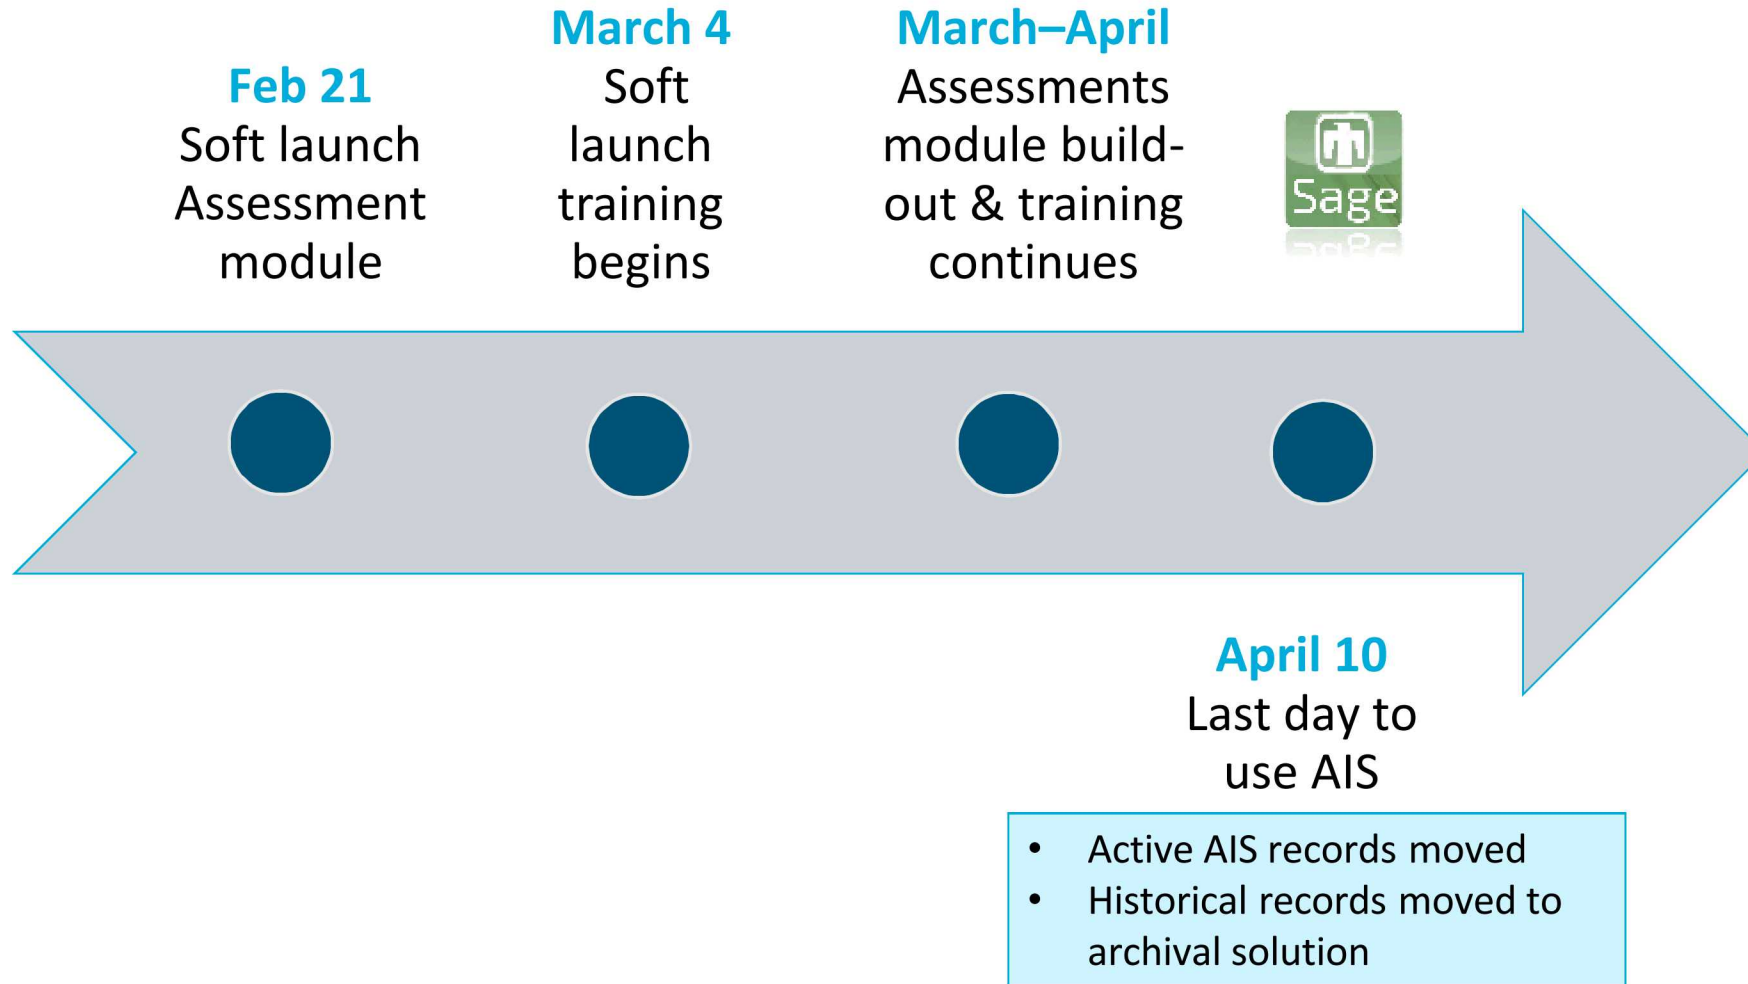 Feb 21
Soft launch
Assessment
module
March 4
Soft
launch
training
begins
March–April
Assessments
module build-
out & training
continues
Sage
April 10
Last day to
use AIS
• Active AIS records moved
• Historical records moved to
archival solution